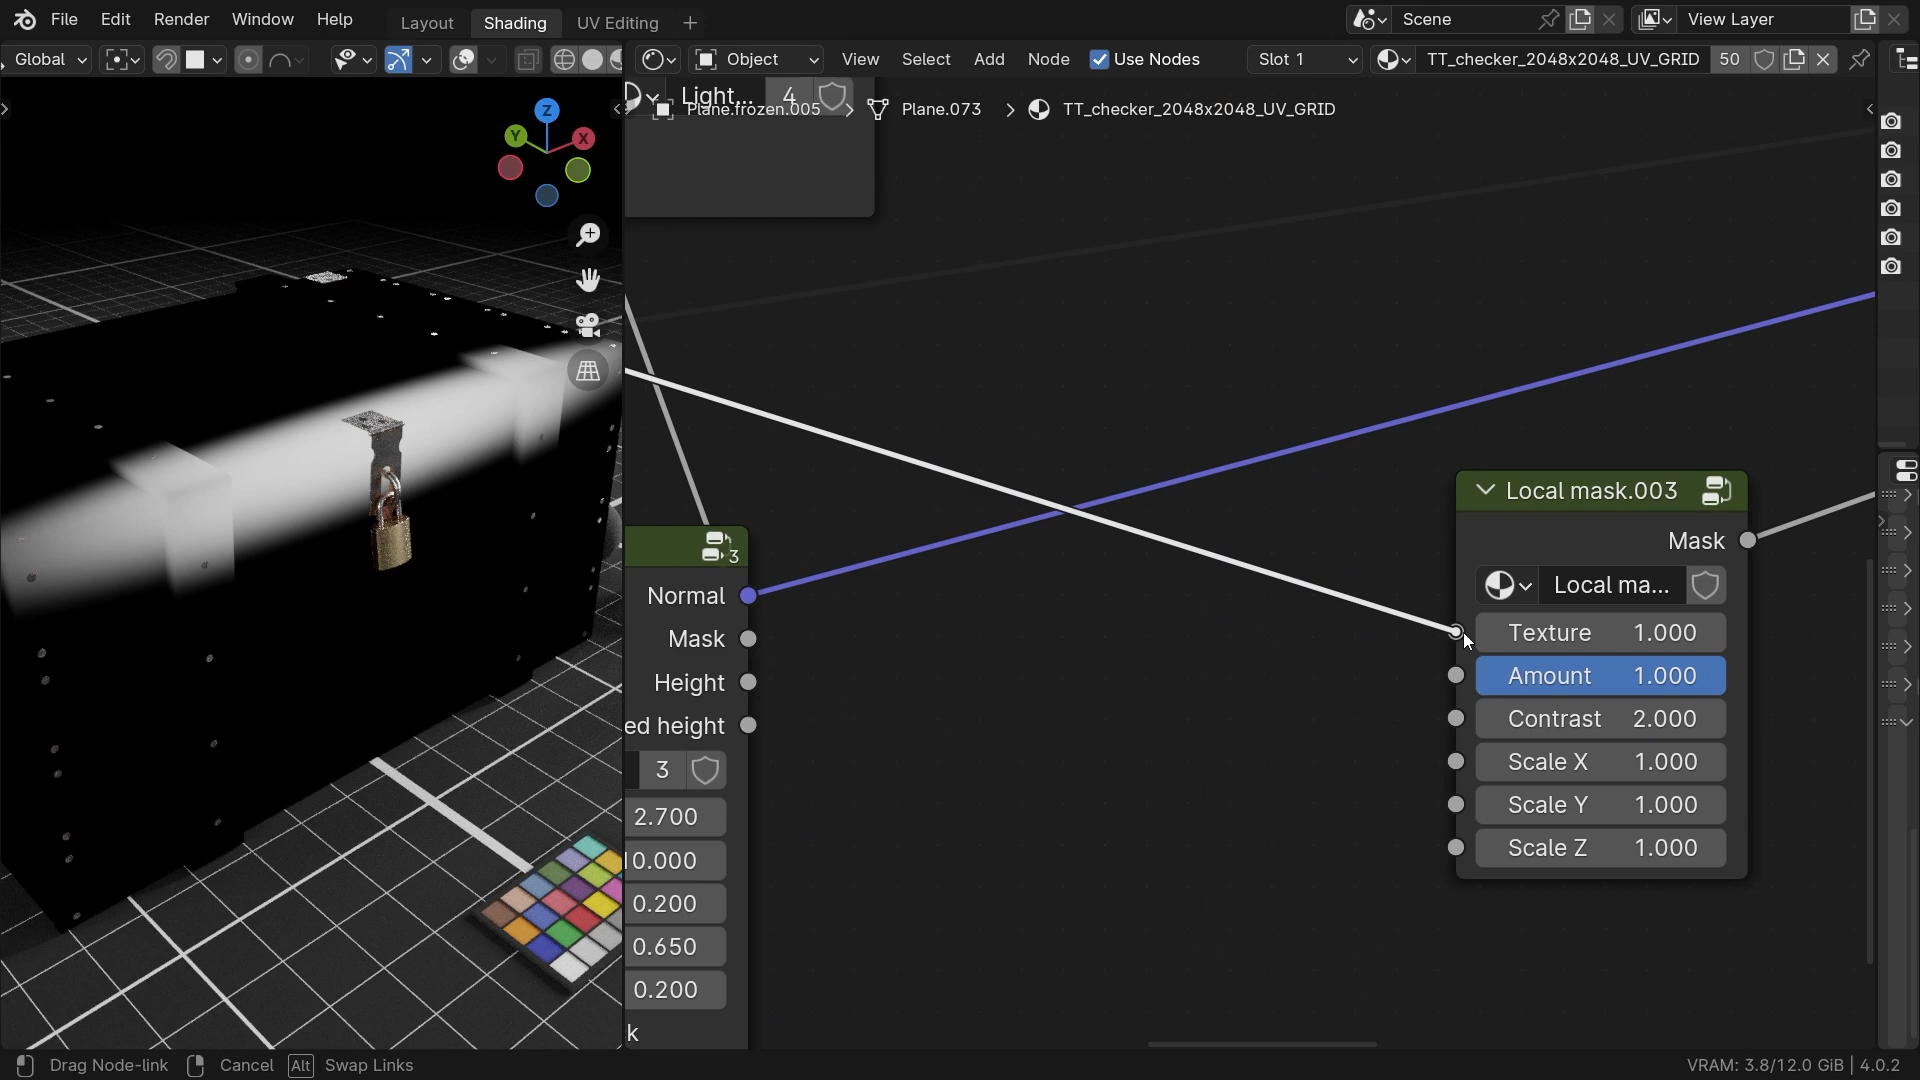 File Edit Render Window Help
Layout Shading UV Editing +
Scene
View Layer
Global
Object View Select Add Node Use Nodes
Slot 1
TT_checker_2048x2048_UV_GRID 50
Z
Y
X
Light... 4
Plane.frozen.005 > Plane.073 > TT_checker_2048x2048_UV_GRID
3
Normal
Mask
Height
ed height
3
2.700
0.000
0.200
0.650
0.200
k
Local mask.003
Mask
Local ma...
Texture 1.000
Amount 1.000
Contrast 2.000
Scale X 1.000
Scale Y 1.000
Scale Z 1.000
Drag Node-link Cancel Alt Swap Links
VRAM: 3.8/12.0 GiB | 4.0.2